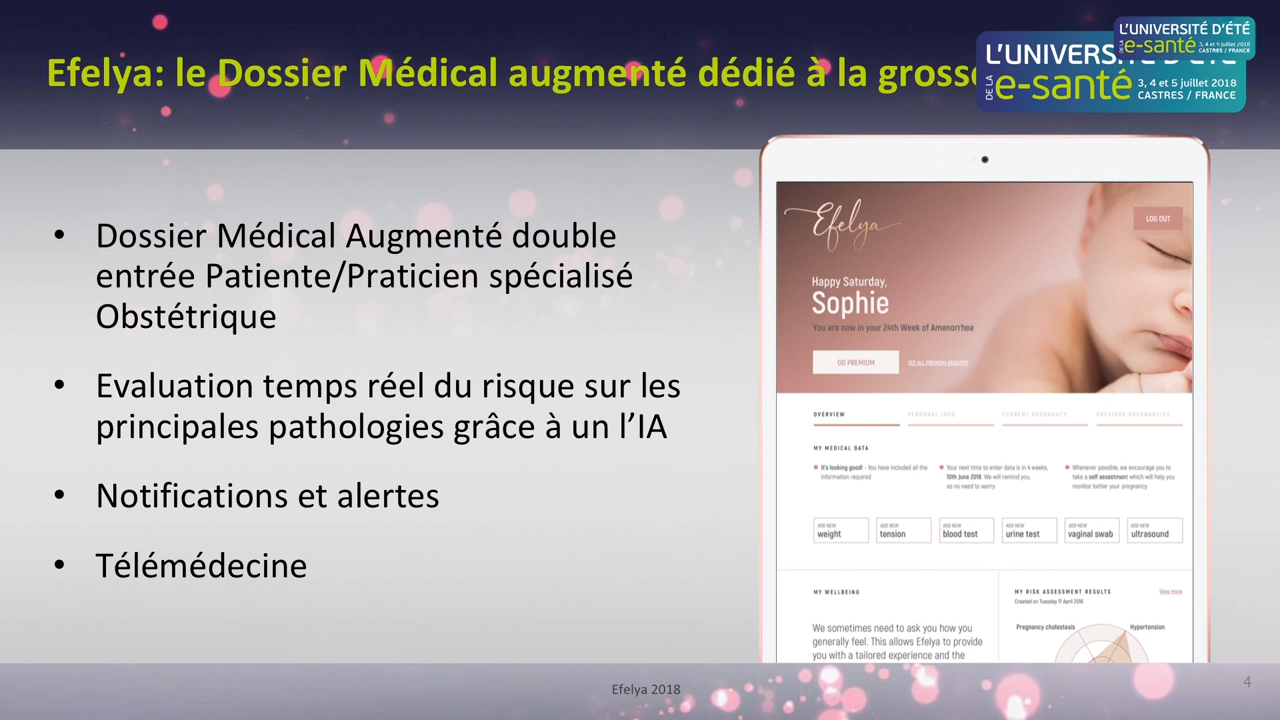 Efelya: le Dossier Médical augmenté dédié à la grosse
L'UNIVERSITÉ D'ÉTÉ
e-santé 3, 4 et 5 juillet 2018
CASTRES / FRANCE
L'UNIVERS D'ÉTÉ
DE LA e-santé 3, 4 et 5 juillet 2018
CASTRES / FRANCE
• Dossier Médical Augmenté double
entrée Patiente/Praticien spécialisé
Obstétrique
• Evaluation temps réel du risque sur les
principales pathologies grâce à un l'IA
• Notifications et alertes
• Télémédecine
Efelya
LOG OUT
Happy Saturday,
Sophie
You are now in your 24th Week of Amenorrhea
GO PREMIUM SEE ALL PREMIUM BENEFITS
OVERVIEW PERSONAL INFO CURRENT PREGNANCY PREVIOUS PREGNANCIES
MY MEDICAL DATA
It's looking good! - You have included all the
information required
Your next time to enter data is in 4 weeks,
10th June 2018. We will remind you,
so no need to worry
Whenever possible, we encourage you to
take a self assestment which will help you
monitor better your pregnancy
ADD NEW ADD NEW ADD NEW ADD NEW ADD NEW ADD NEW
weight tension blood test urine test vaginal swab ultrasound
MY WELLBEING
We sometimes need to ask you how you
generally feel. This allows Efelya to provide
you with a tailored experience and the
MY RISK ASSESSMENT RESULTS View more
Created on Tuesday 17 April 2018
Pregnancy cholestasis Hypertension
Efelya 2018
4